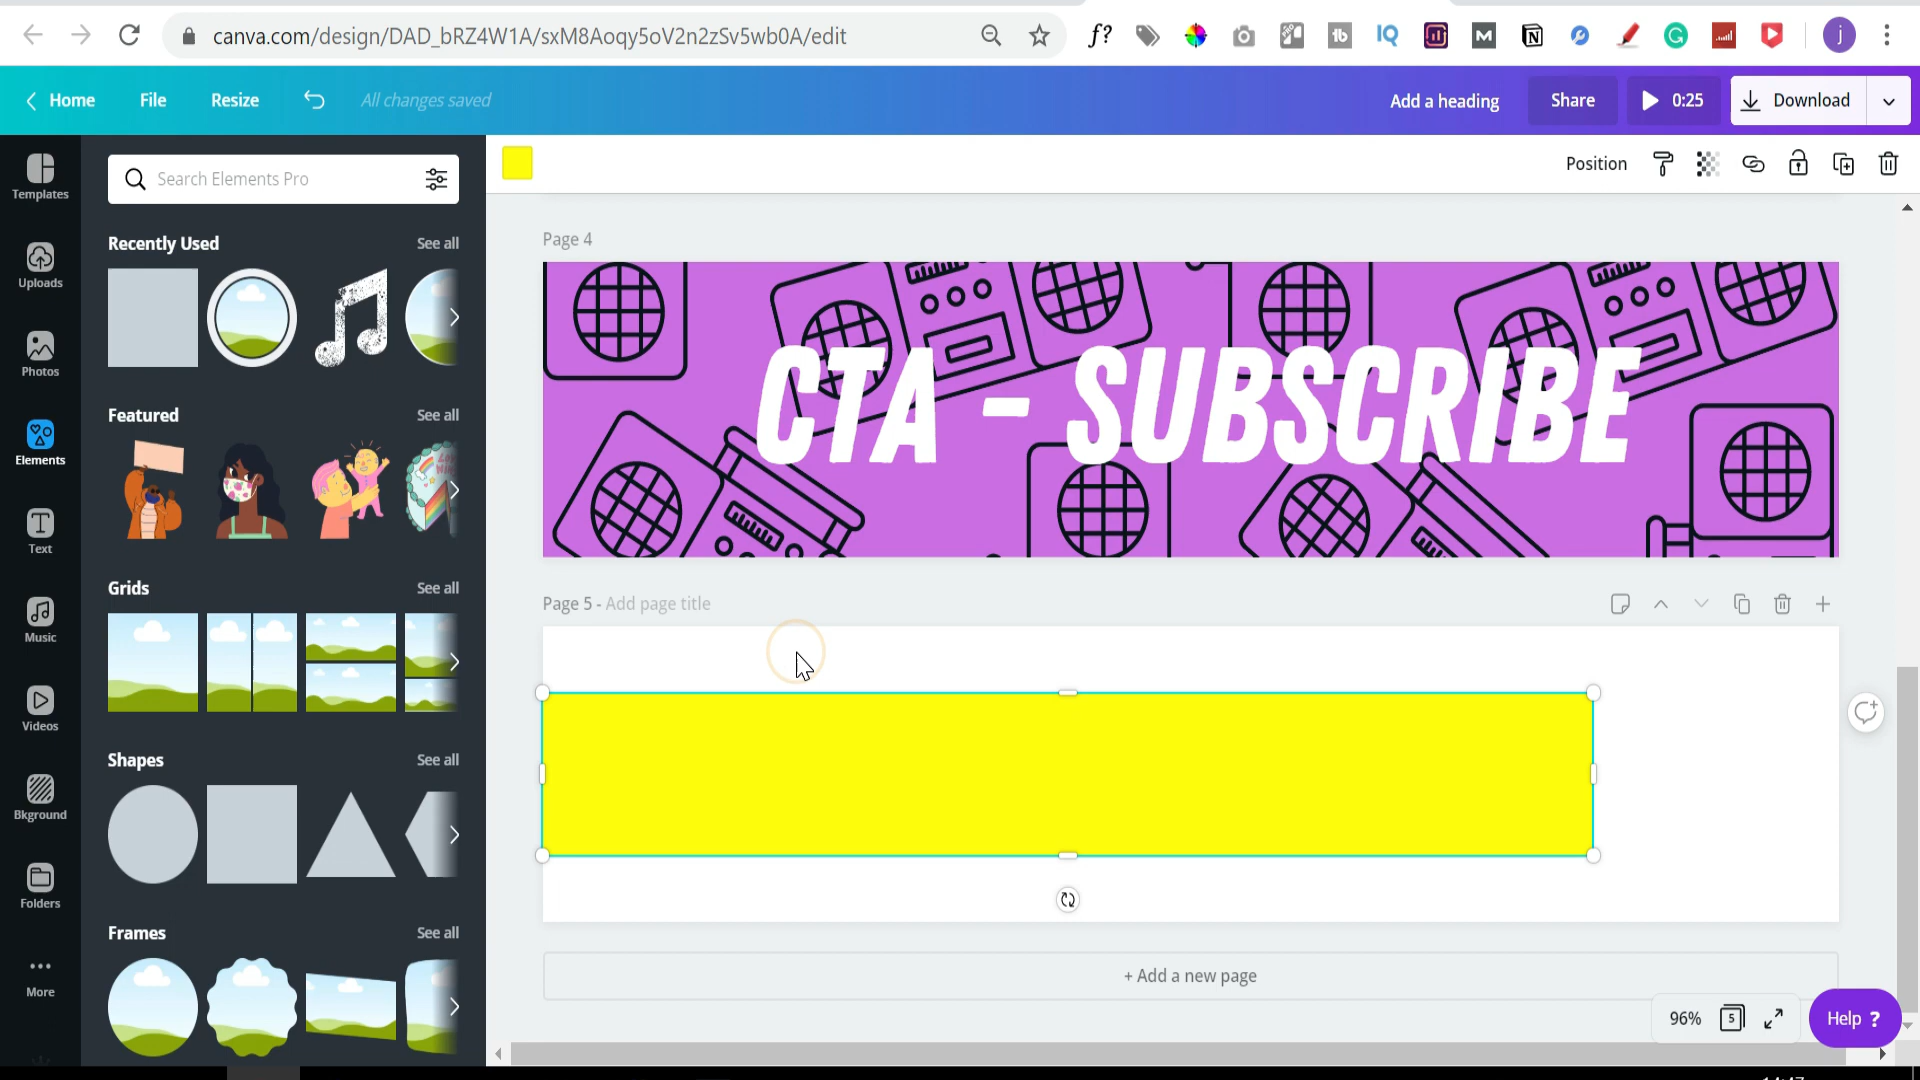 canva.com/design/DAD_bRZ4W1A/sxM8Aoqy5oV2n2zSv5wb0A/edit
f?
tb
IQ
M
N
G
j
Home
File
Resize
All changes saved
Add a heading
Share
0:25
Download
Templates
Uploads
Photos
Elements
Text
Music
Videos
Bkground
Folders
More
Search Elements Pro
Recently Used
See all
Featured
See all
Grids
See all
Shapes
See all
Frames
See all
Position
Page 4
CTA - SUBSCRIBE
Page 5 - Add page title
+ Add a new page
96%
5
Help ?